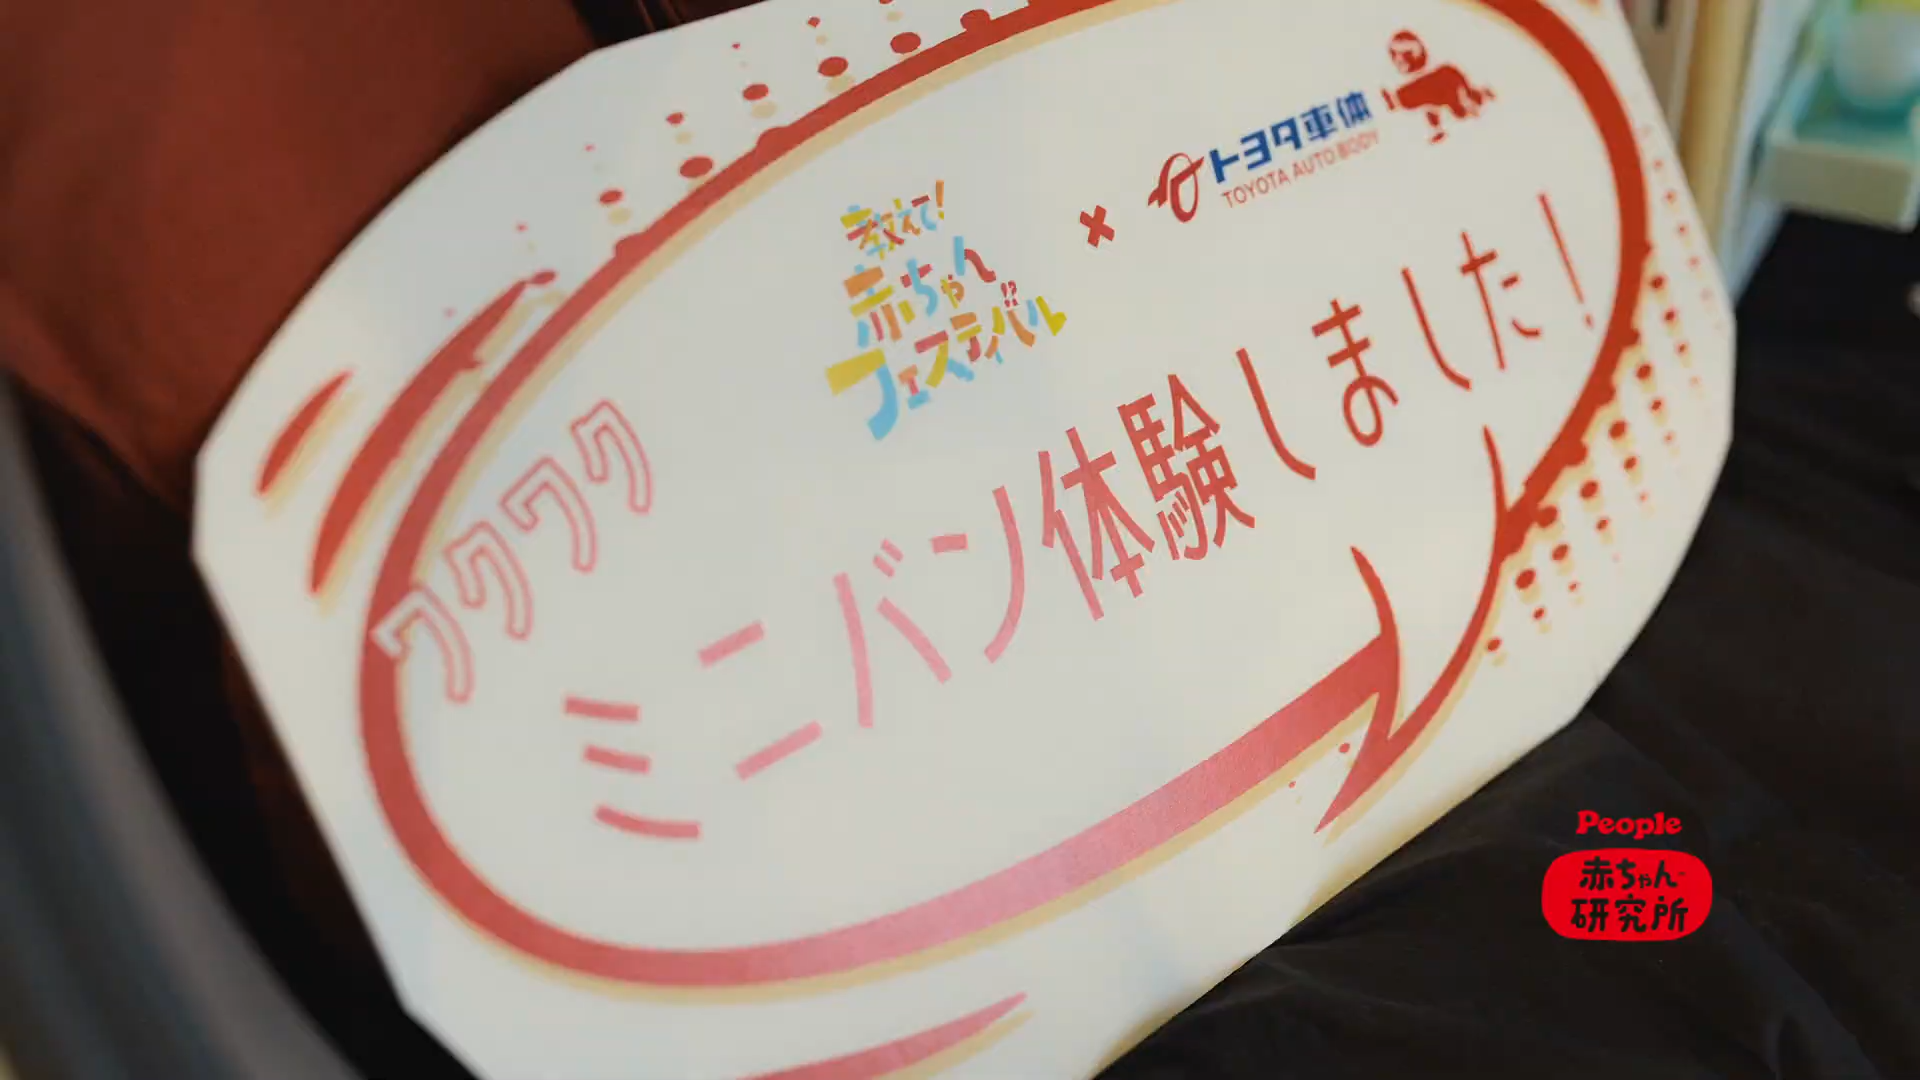 教えて!
赤ちゃん
フェスティバル
×
トヨタ車体
TOYOTA AUTO BODY
ワクワク
ミニバン体験しました!
People
赤ちゃん
研究所